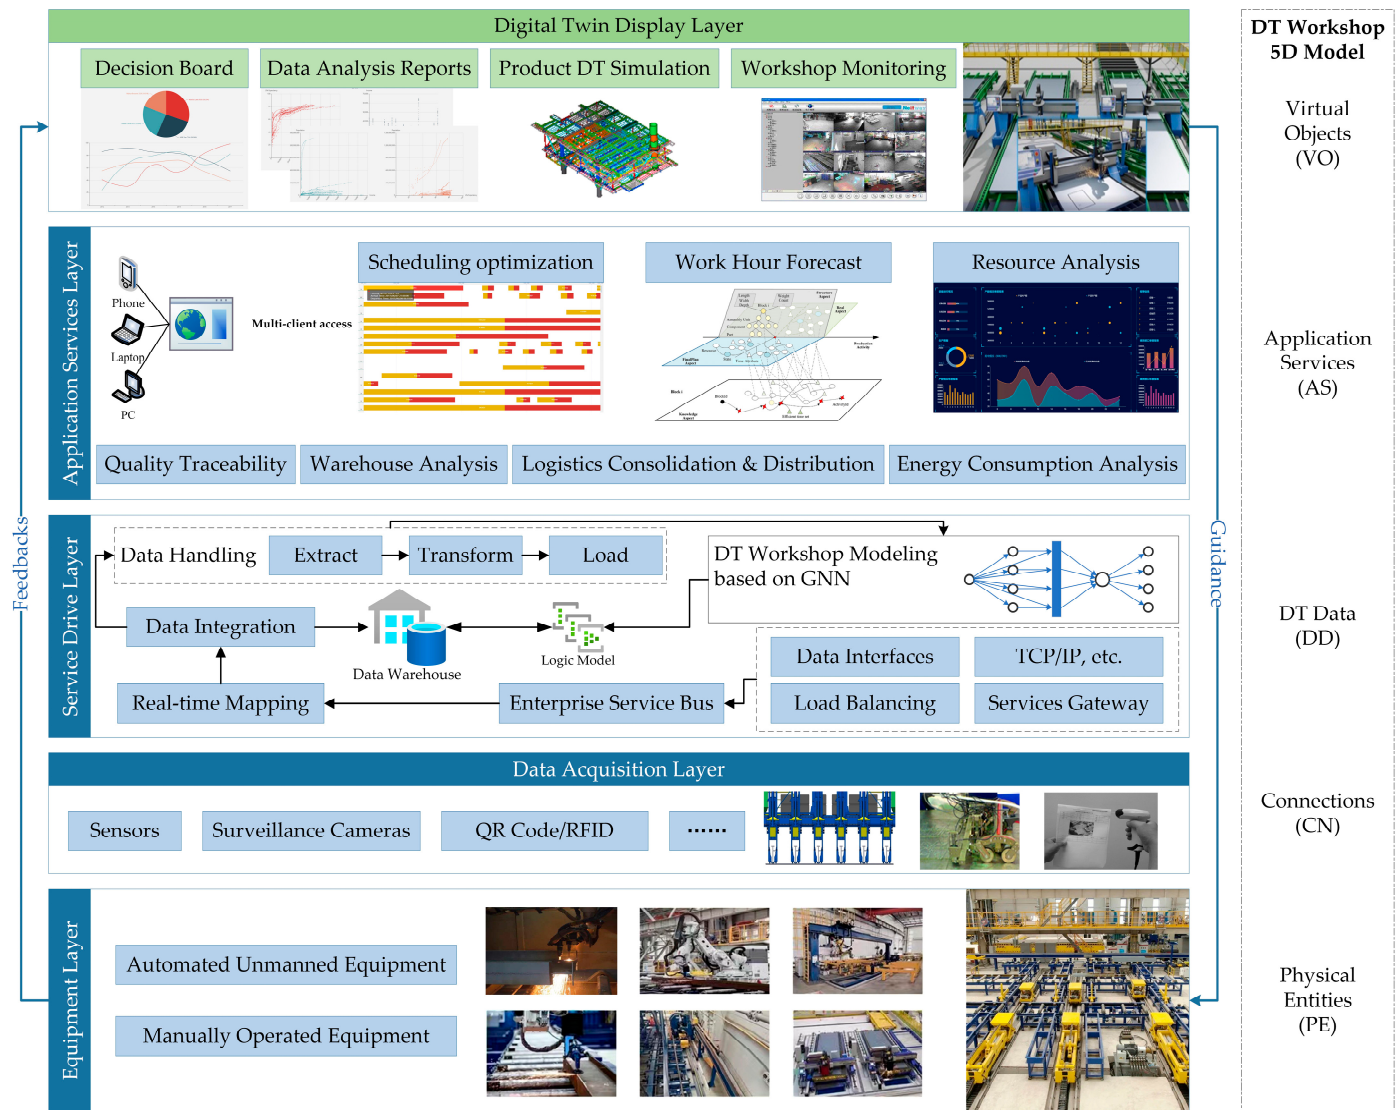 Digital Twin Display Layer
Decision Board
Data Analysis Reports
Product DT Simulation
Workshop Monitoring
Application Services Layer
Phone
Laptop
PC
Multi-client access
Scheduling optimization
Work Hour Forecast
Resource Analysis
Quality Traceability
Warehouse Analysis
Logistics Consolidation & Distribution
Energy Consumption Analysis
Service Drive Layer
Data Handling
Extract
Transform
Load
DT Workshop Modeling
based on GNN
Data Integration
Data Warehouse
Logic Model
Real-time Mapping
Enterprise Service Bus
Data Interfaces
TCP/IP, etc.
Load Balancing
Services Gateway
Data Acquisition Layer
Sensors
Surveillance Cameras
QR Code/RFID
······
Equipment Layer
Automated Unmanned Equipment
Manually Operated Equipment
Feedbacks
Guidance
DT Workshop
5D Model
Virtual
Objects
(VO)
Application
Services
(AS)
DT Data
(DD)
Connections
(CN)
Physical
Entities
(PE)